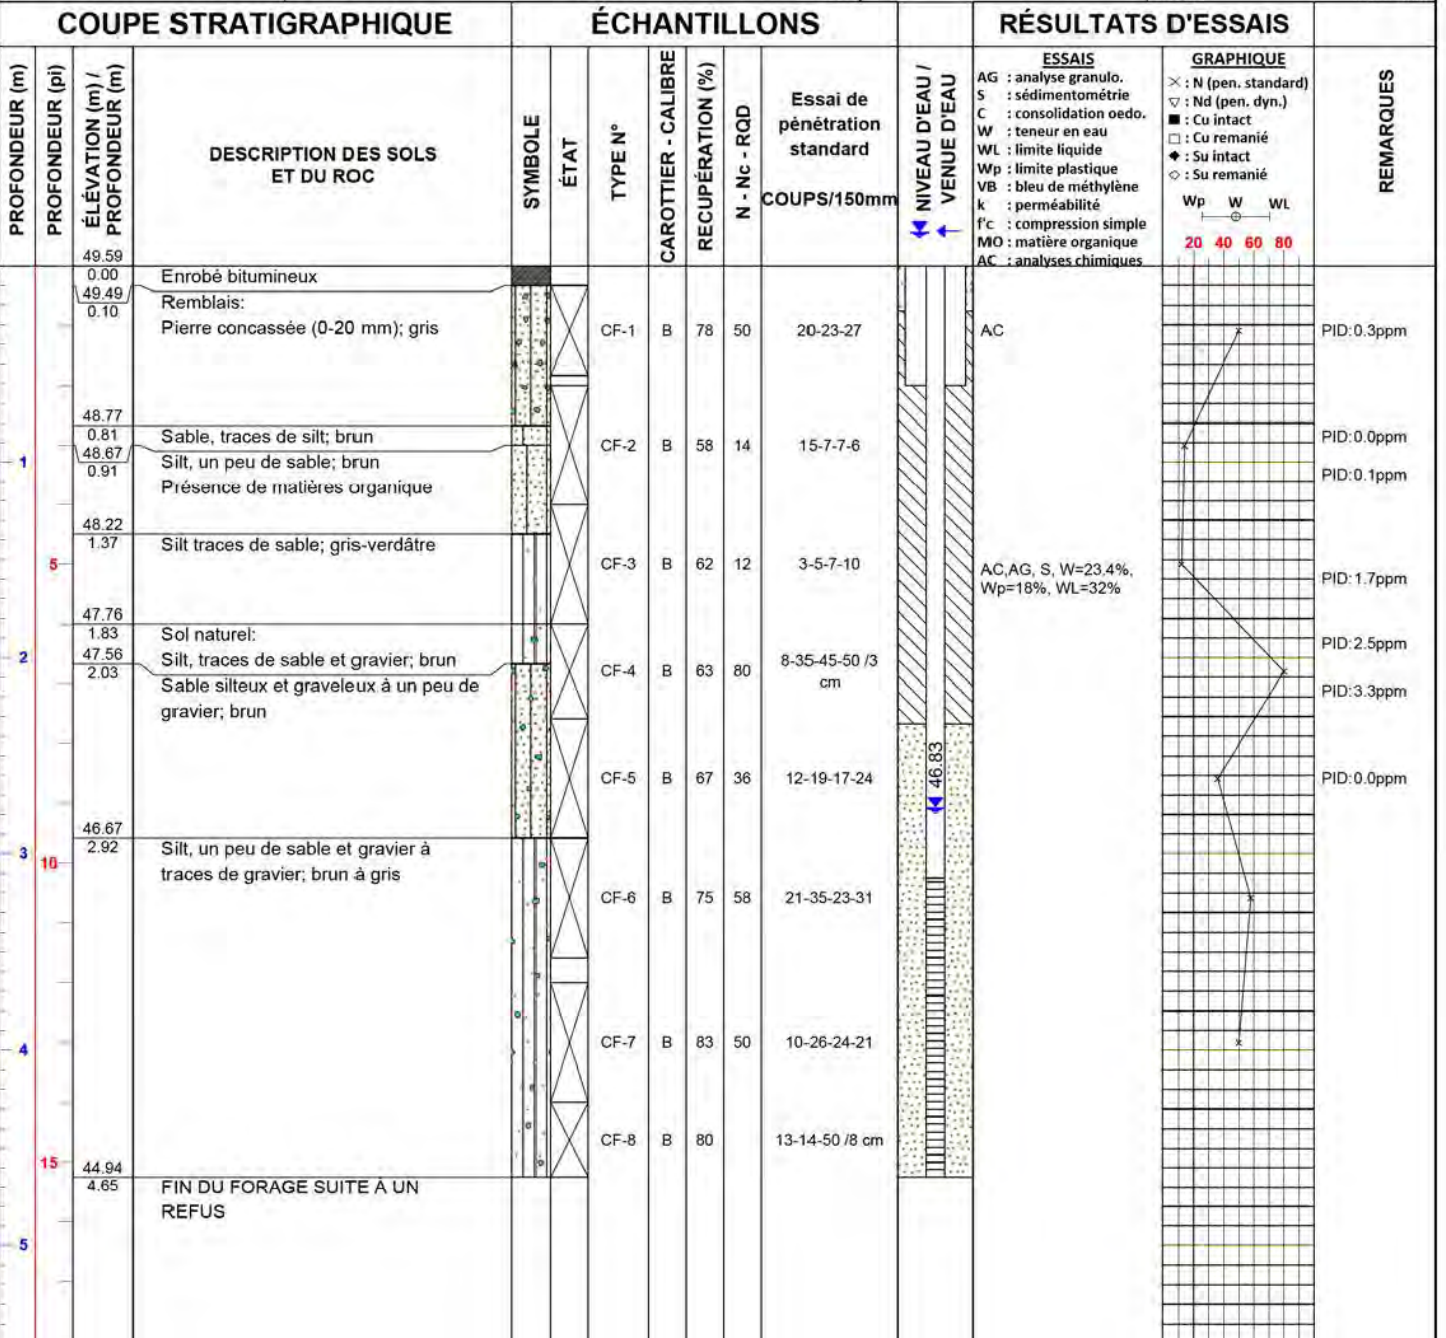 COUPE STRATIGRAPHIQUE
ÉCHANTILLONS
RÉSULTATS D'ESSAIS
PROFONDEUR (m)
PROFONDEUR (pi)
ÉLÉVATION (m) /
PROFONDEUR (m)
DESCRIPTION DES SOLS
ET DU ROC
SYMBOLE
ÉTAT
TYPE N°
CAROTTIER - CALIBRE
RECUPÉRATION (%)
N - Nc - RQD
Essai de
pénétration
standard
COUPS/150mm
NIVEAU D'EAU /
VENUE D'EAU
ESSAIS
AG : analyse granulo.
S : sédimentométrie
C : consolidation oedo.
W : teneur en eau
WL : limite liquide
Wp : limite plastique
VB : bleu de méthylène
k : perméabilité
f'c : compression simple
MO : matière organique
AC : analyses chimiques
GRAPHIQUE
× : N (pen. standard)
▽ : Nd (pen. dyn.)
■ : Cu intact
□ : Cu remanié
◆ : Su intact
◇ : Su remanié
Wp W WL
20 40 60 80
REMARQUES
49.59
0.00 Enrobé bitumineux
49.49
0.10
Remblais:
Pierre concassée (0-20 mm); gris
CF-1 B 78 50 20-23-27 AC PID:0.3ppm
48.77
0.81 Sable, traces de silt; brun
CF-2 B 58 14 15-7-7-6 PID:0.0ppm
48.67
0.91
1
Silt, un peu de sable; brun
Présence de matières organique
PID:0.1ppm
48.22
1.37 Silt traces de sable; gris-verdâtre
5 CF-3 B 62 12 3-5-7-10
AC,AG, S, W=23.4%,
Wp=18%, WL=32%
PID:1.7ppm
47.76
1.83 Sol naturel:
PID:2.5ppm
47.56
2
2.03
Silt, traces de sable et gravier; brun
CF-4 B 63 80 8-35-45-50 /3
cm
Sable silteux et graveleux à un peu de
gravier; brun
PID:3.3ppm
46.83
CF-5 B 67 36 12-19-17-24 PID:0.0ppm
46.67
2.92
3 10
Silt, un peu de sable et gravier à
traces de gravier; brun à gris
CF-6 B 75 58 21-35-23-31
4 CF-7 B 83 50 10-26-24-21
CF-8 B 80 13-14-50 /8 cm
15
44.94
4.65
FIN DU FORAGE SUITE À UN
REFUS
5